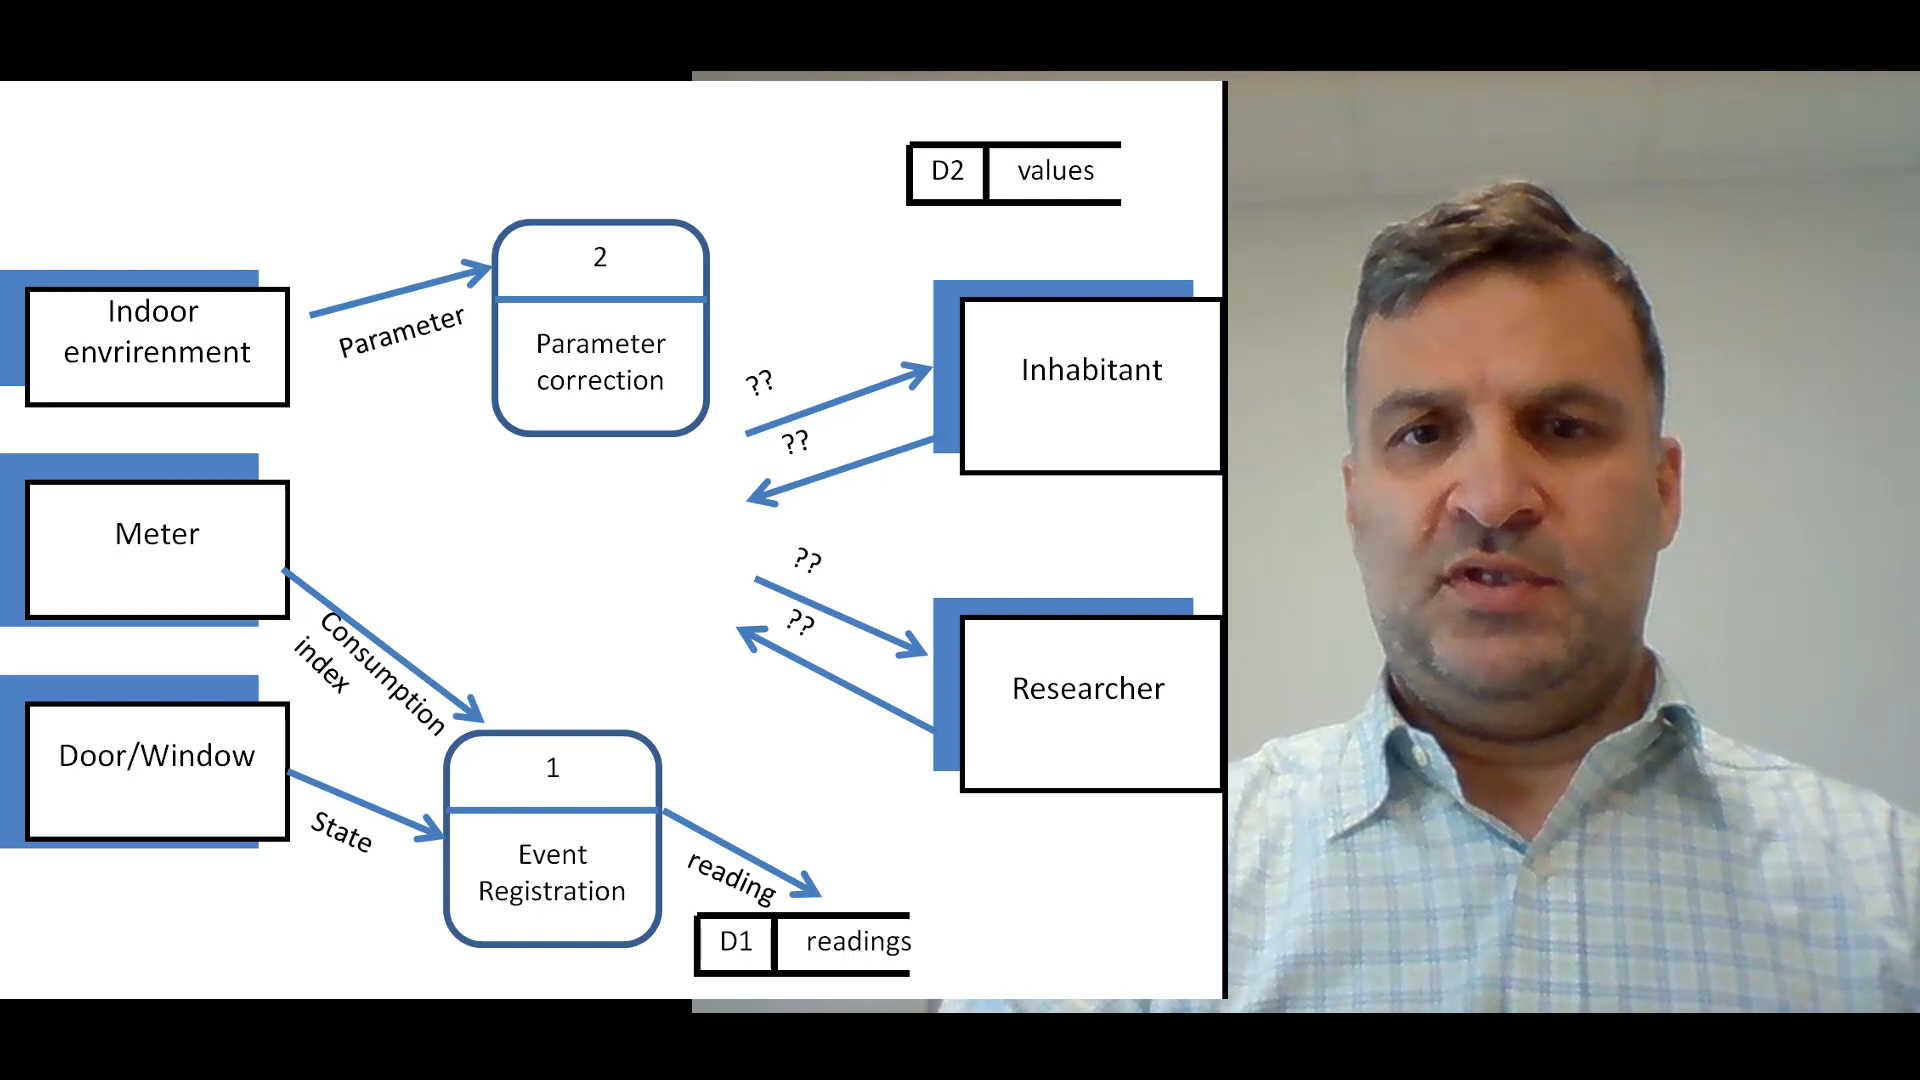 D2
values
2
Parameter
correction
Indoor
envrirenment
Parameter
??
??
Inhabitant
Meter
Consumption
index
??
??
Researcher
Door/Window
State
1
Event
Registration
reading
D1
readings